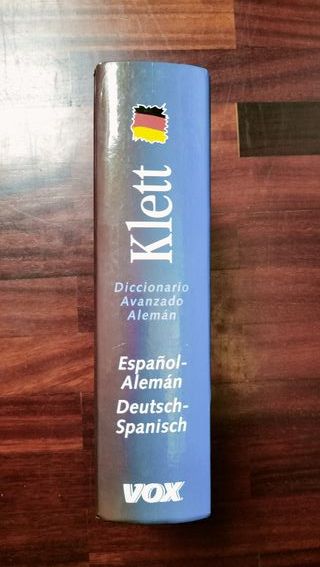 Klett
Diccionario
Avanzado
Alemán
Español-
Alemán
Deutsch-
Spanisch
VOX